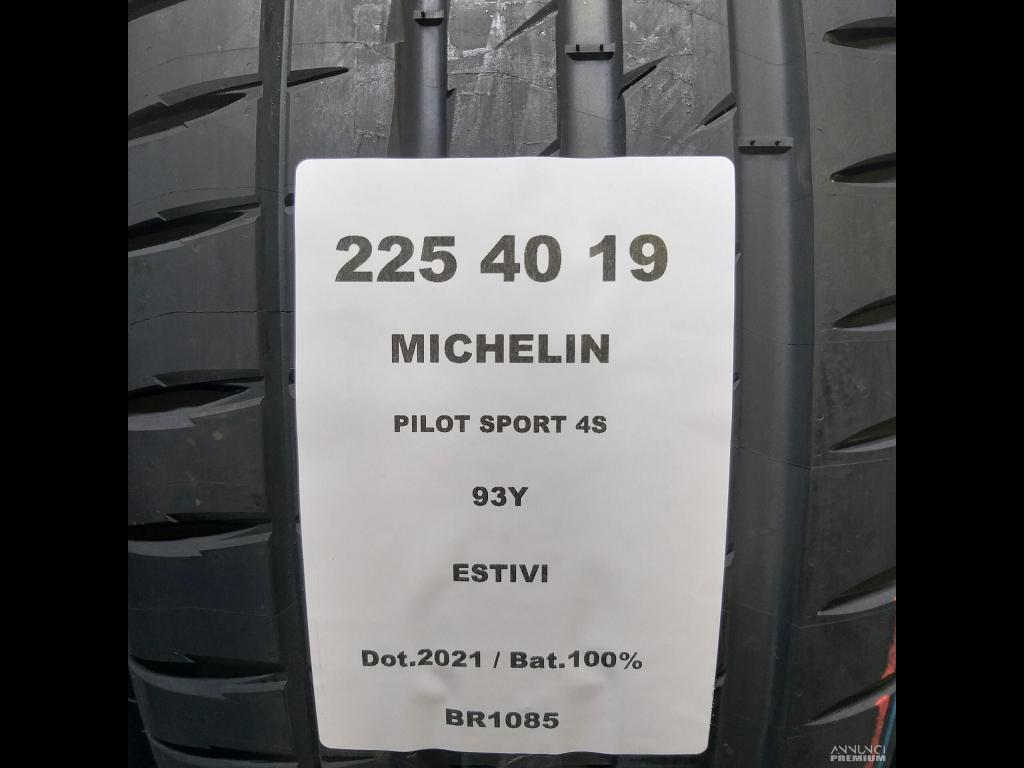 225 40 19
MICHELIN
PILOT SPORT 4S
93Y
ESTIVI
Dot.2021 / Bat.100%
BR1085
ANNUNCI
PREMIUM